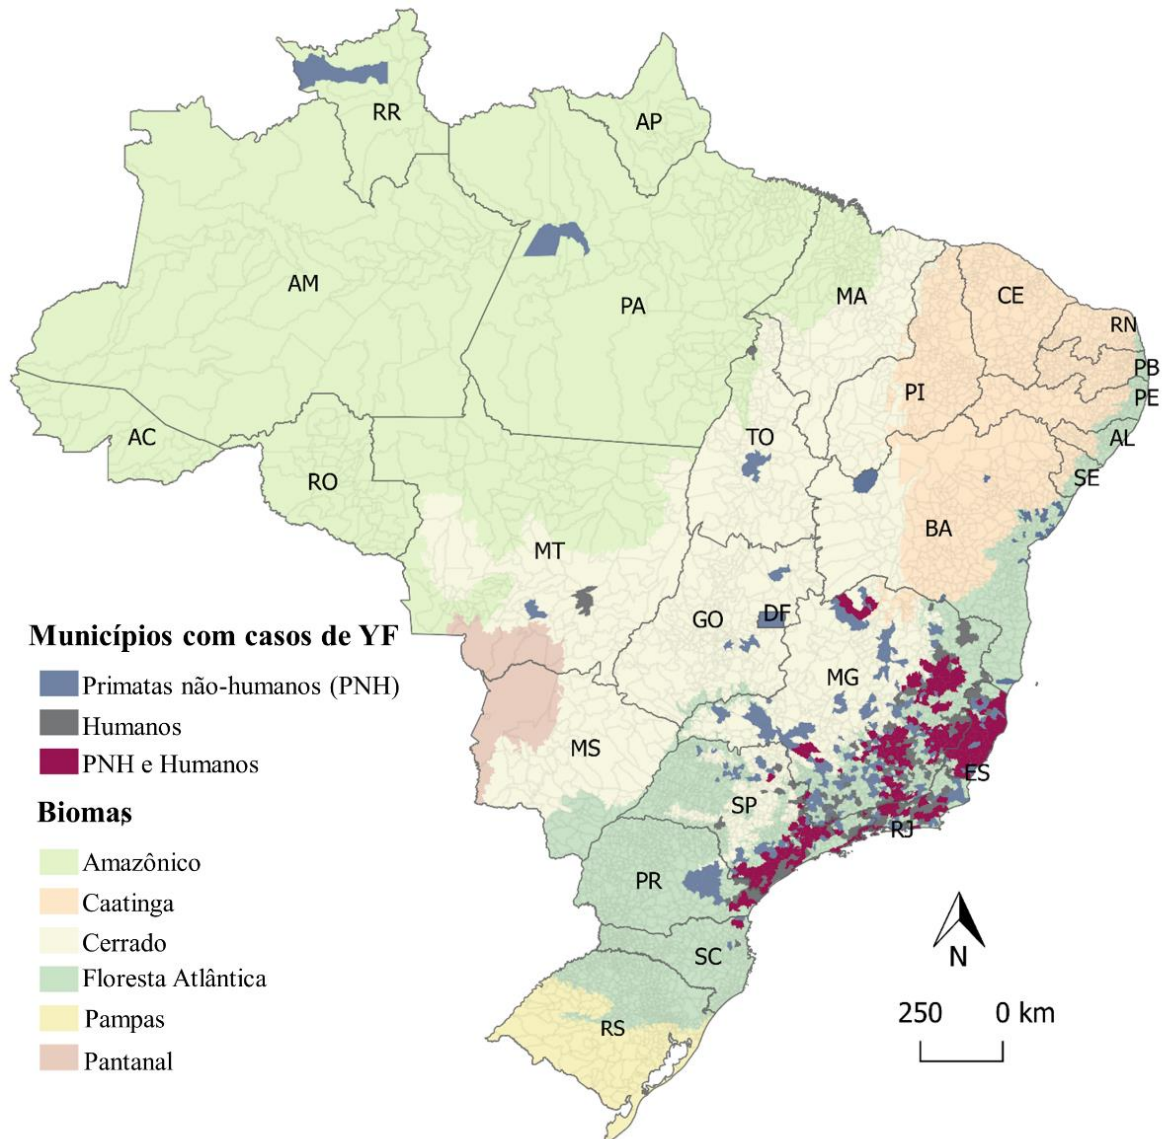 RR
AP
AM
PA
MA
CE
RN
PB
PE
PI
AL
SE
AC
TO
RO
BA
MT
GO
DF
MG
MS
ES
SP
RJ
PR
SC
RS
Municípios com casos de YF
Primatas não-humanos (PNH)
Humanos
PNH e Humanos
Biomas
Amazônico
Caatinga
Cerrado
Floresta Atlântica
Pampas
Pantanal
N
250 0 km